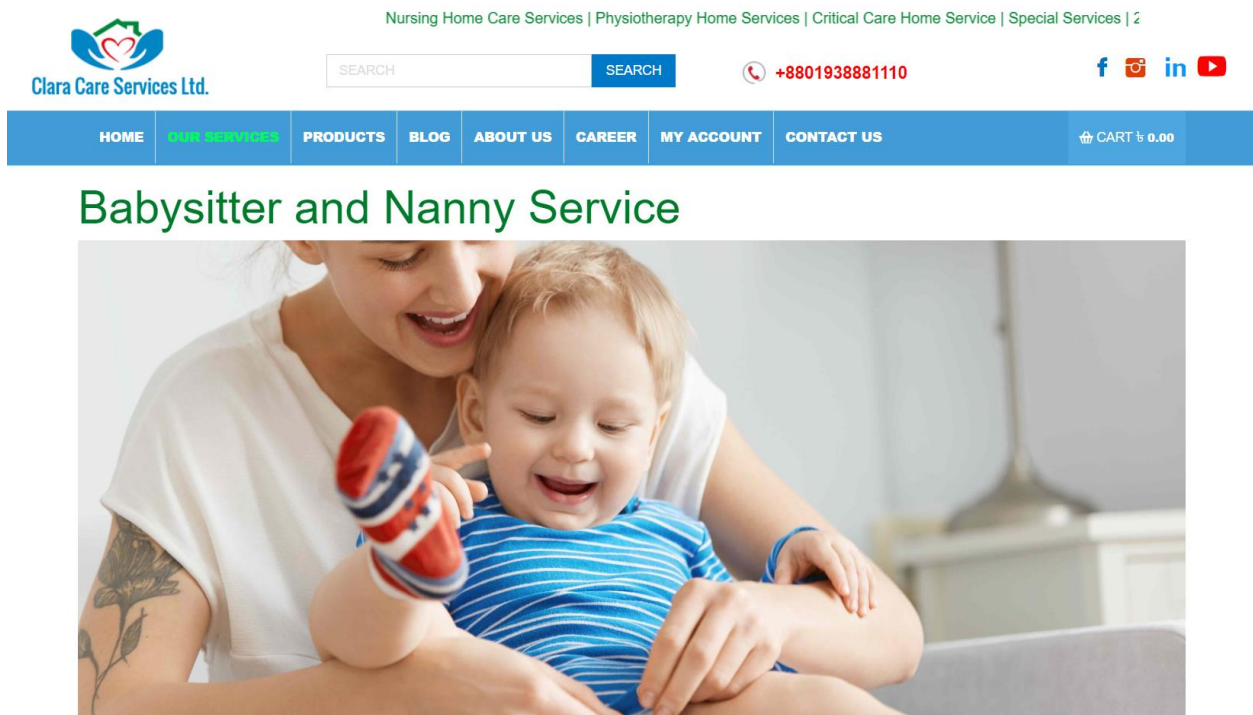 Nursing Home Care Services | Physiotherapy Home Services | Critical Care Home Service | Special Services | 2
Clara Care Services Ltd.
SEARCH
SEARCH
+8801938881110
f
in
HOME
OUR SERVICES
PRODUCTS
BLOG
ABOUT US
CAREER
MY ACCOUNT
CONTACT US
CART ৳ 0.00
Babysitter and Nanny Service